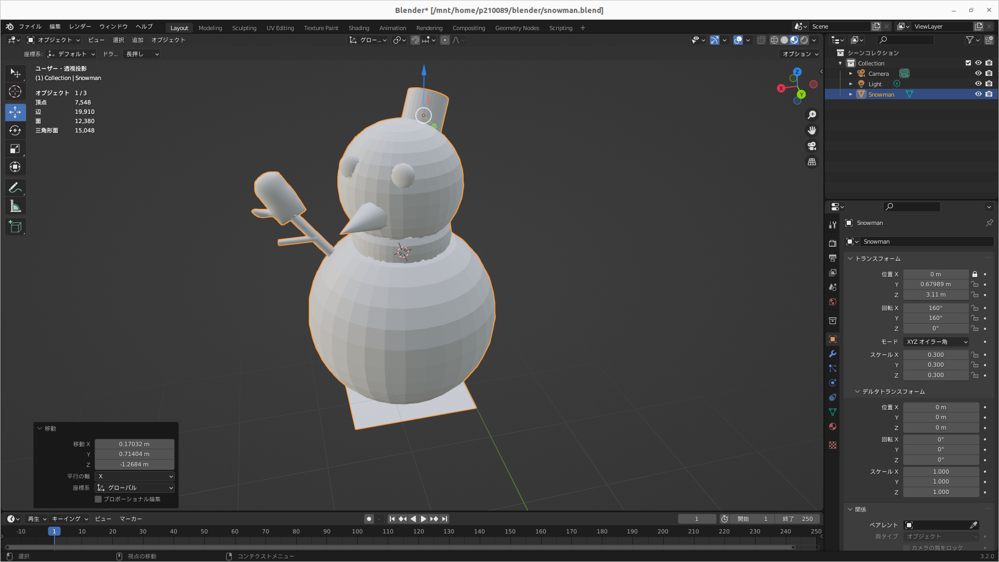 Blender* [/mnt/home/p210089/blender/snowman.blend]
ファイル 編集 レンダー ウィンドウ ヘルプ Layout Modeling Sculpting UV Editing Texture Paint Shading Animation Rendering Compositing Geometry Nodes Scripting + Scene ViewLayer
オブジェクト ビュー 選択 追加 オブジェクト グロー...
座標系: デフォルト ドラ... 長押し オプション
ユーザー・透視投影
(1) Collection | Snowman
オブジェクト 1 / 3
頂点 7,548
辺 19,910
面 12,380
三角形面 15,048
Z
X
Y
シーンコレクション
Collection
Camera
Light
Snowman
Snowman
Snowman
トランスフォーム
位置 X 0 m
Y 0.67989 m
Z 3.11 m
回転 X 160°
Y 160°
Z 0°
モード XYZ オイラー角
スケール X 0.300
Y 0.300
Z 0.300
デルタトランスフォーム
位置 X 0 m
Y 0 m
Z 0 m
回転 X 0°
Y 0°
Z 0°
スケール X 1.000
Y 1.000
Z 1.000
関係
ペアレント
親タイプ オブジェクト
カメラの親をロック
移動
移動 X 0.17032 m
Y 0.71404 m
Z -1.2684 m
平行の軸 X
座標系 グローバル
プロポーショナル編集
再生 キーイング ビュー マーカー 1 開始 1 終了 250
-10 1 10 20 30 40 50 60 70 80 90 100 110 120 130 140 150 160 170 180 190 200 210 220 230 240 250
選択 視点の移動 コンテクストメニュー 3.2.0